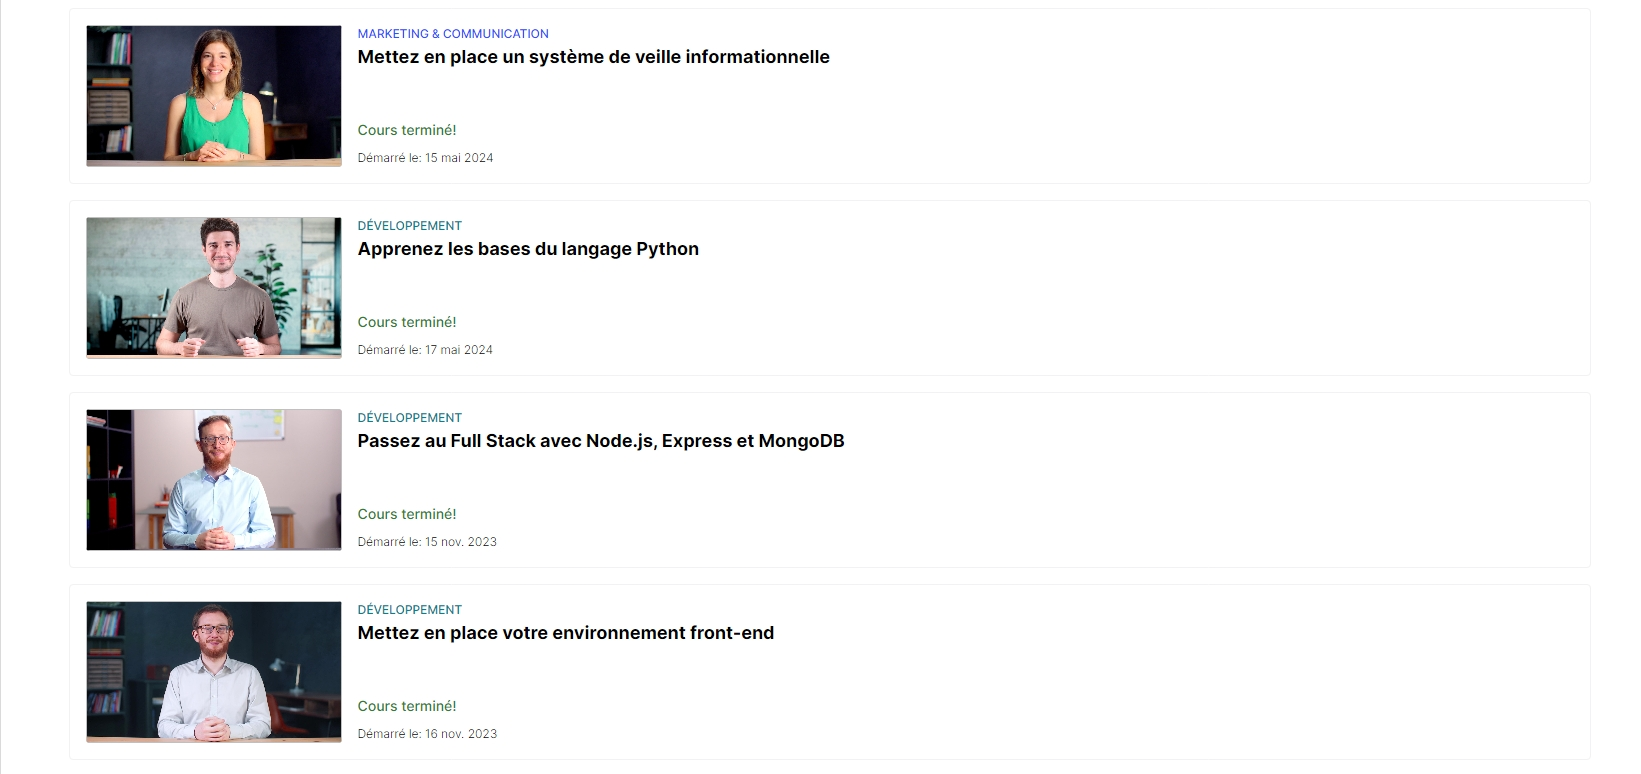 MARKETING & COMMUNICATION
Mettez en place un système de veille informationnelle
Cours terminé!
Démarré le: 15 mai 2024
DÉVELOPPEMENT
Apprenez les bases du langage Python
Cours terminé!
Démarré le: 17 mai 2024
DÉVELOPPEMENT
Passez au Full Stack avec Node.js, Express et MongoDB
Cours terminé!
Démarré le: 15 nov. 2023
DÉVELOPPEMENT
Mettez en place votre environnement front-end
Cours terminé!
Démarré le: 16 nov. 2023